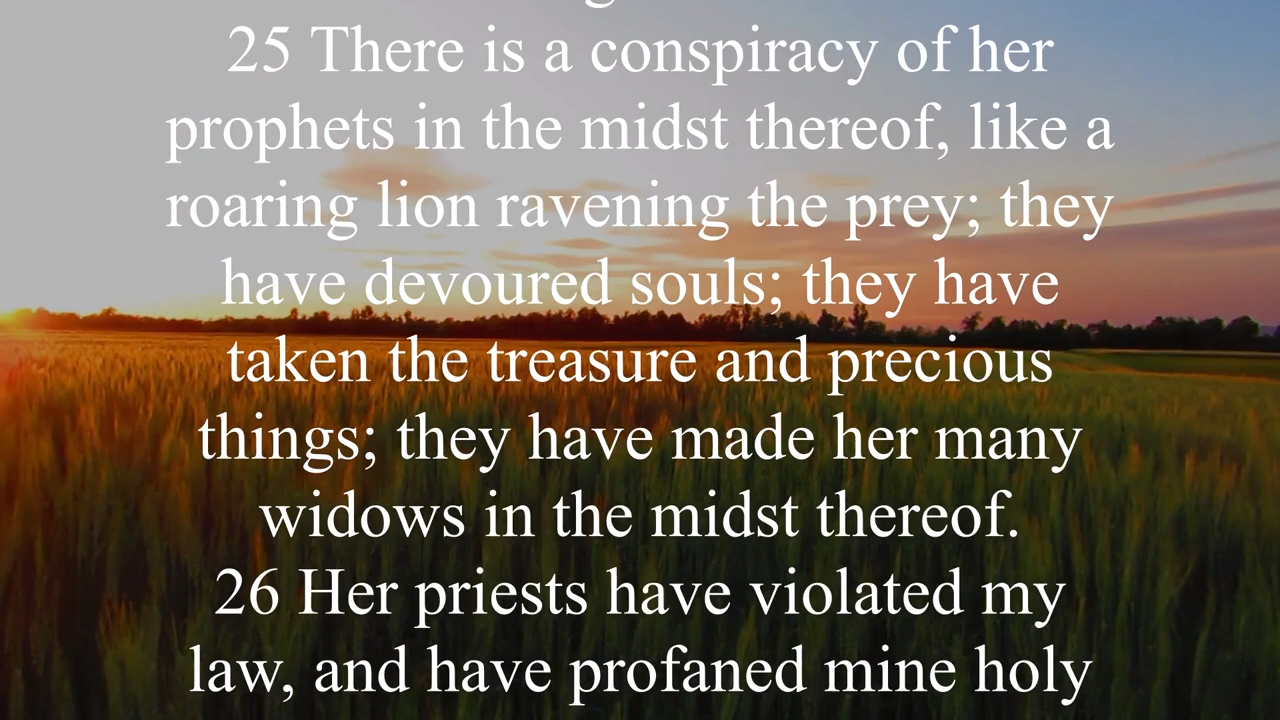 25 There is a conspiracy of her
prophets in the midst thereof, like a
roaring lion ravening the prey; they
have devoured souls; they have
taken the treasure and precious
things; they have made her many
widows in the midst thereof.
26 Her priests have violated my
law, and have profaned mine holy